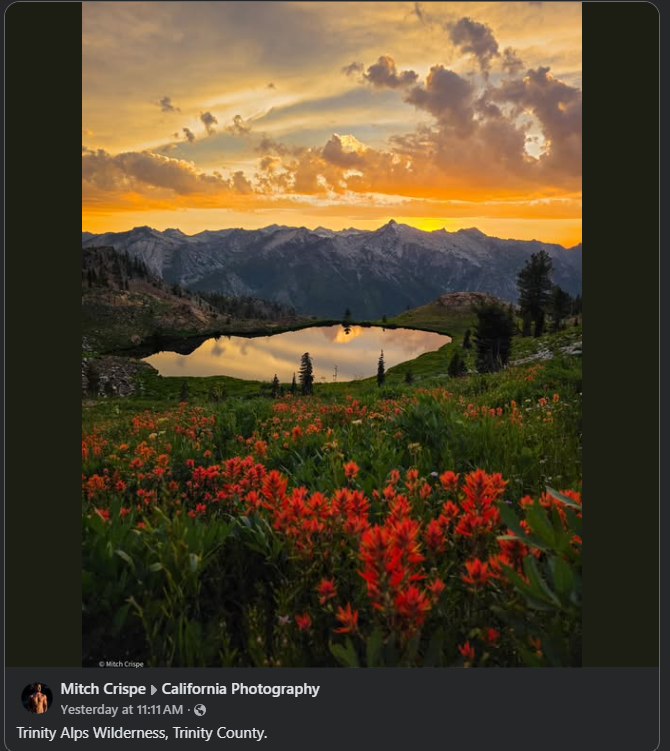 © Mitch Crispe
Mitch Crispe ▸ California Photography
Yesterday at 11:11 AM ·
Trinity Alps Wilderness, Trinity County.